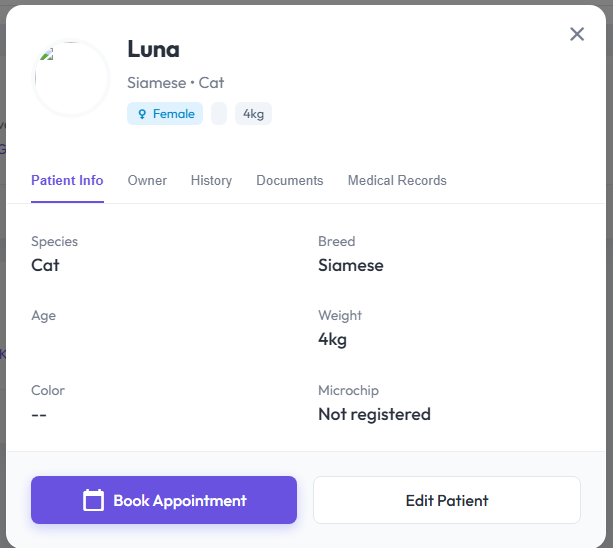 Luna
Siamese • Cat
♀ Female 4kg
Patient Info Owner History Documents Medical Records
Species Breed
Cat Siamese
Age Weight
4kg
Color Microchip
-- Not registered
Book Appointment Edit Patient